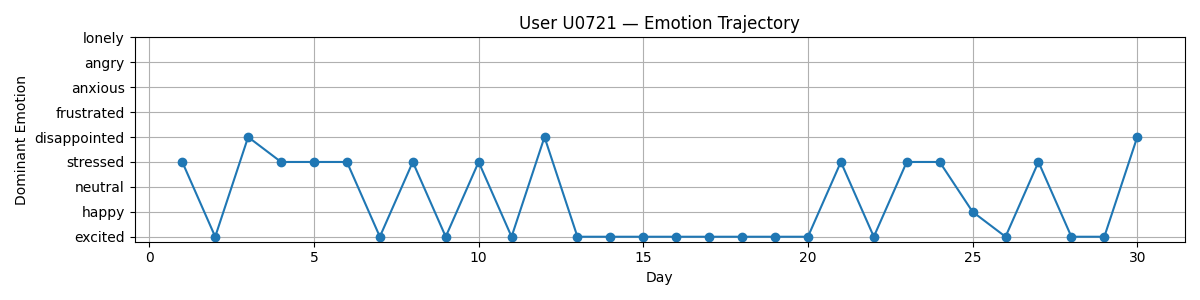 User U0721 — Emotion Trajectory
Dominant Emotion
lonely
angry
anxious
frustrated
disappointed
stressed
neutral
happy
excited
0 5 10 15 20 25 30
Day